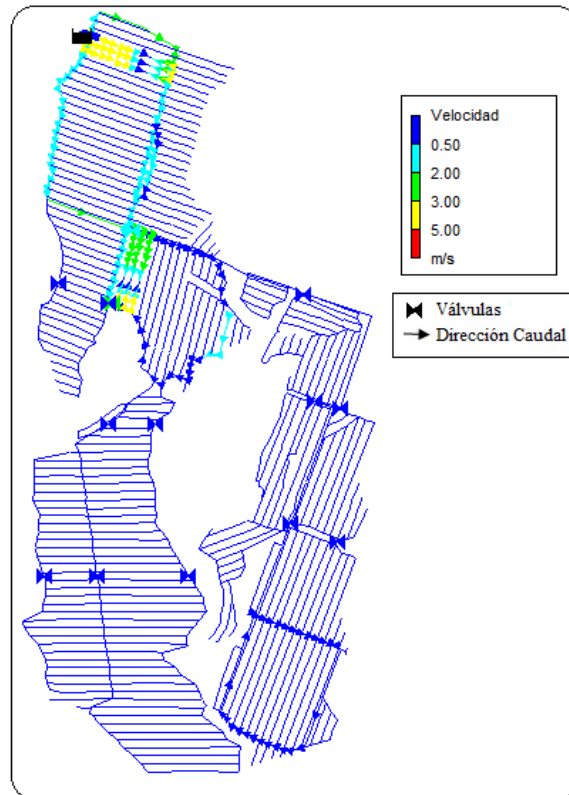 Velocidad
0.50
2.00
3.00
5.00
m/s
Válvulas
Dirección Caudal